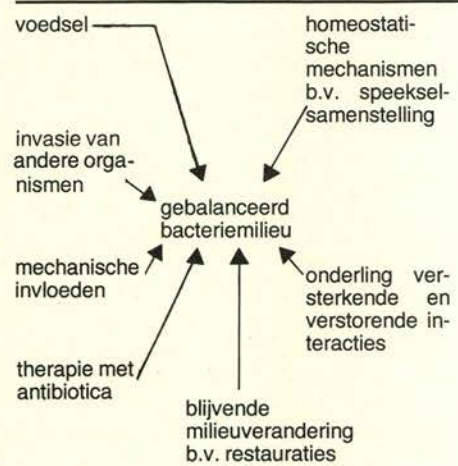 voedsel
homeostati-
sche
mechanismen
b.v. speeksel-
samenstelling
invasie van
andere orga-
nismen
gebalanceerd
bacteriemilieu
mechanische
invloeden
onderling ver-
sterkende en
verstorende in-
teracties
therapie met
antibiotica
blijvende
milieuverandering
b.v. restauraties